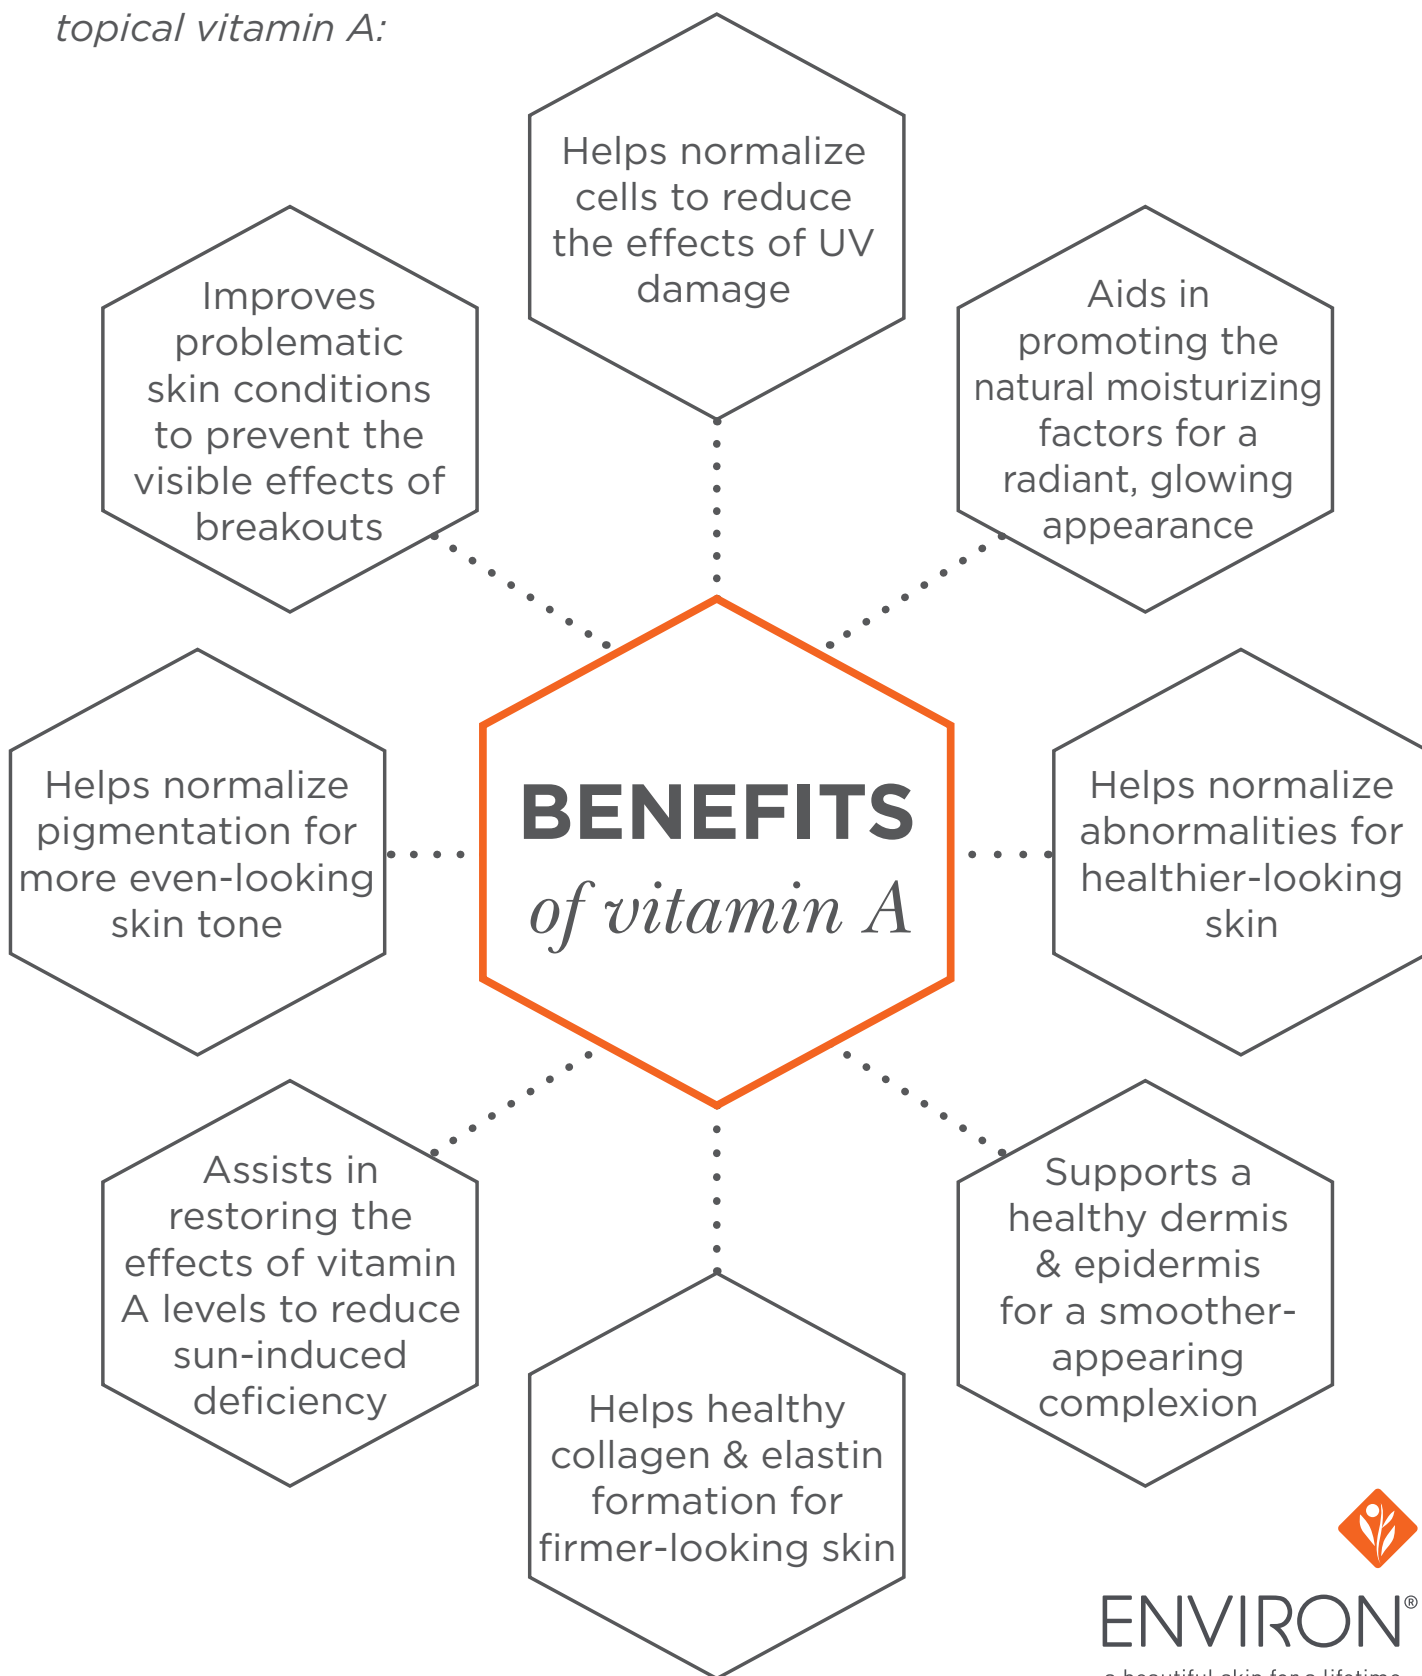 topical vitamin A:
Helps normalize
cells to reduce
the effects of UV
damage
Improves
problematic
skin conditions
to prevent the
visible effects of
breakouts
Aids in
promoting the
natural moisturizing
factors for a
radiant, glowing
appearance
Helps normalize
pigmentation for
more even-looking
skin tone
BENEFITS
of vitamin A
Helps normalize
abnormalities for
healthier-looking
skin
Assists in
restoring the
effects of vitamin
A levels to reduce
sun-induced
deficiency
Helps healthy
collagen & elastin
formation for
firmer-looking skin
Supports a
healthy dermis
& epidermis
for a smoother-
appearing
complexion
ENVIRON®
a beautiful skin for a lifetime